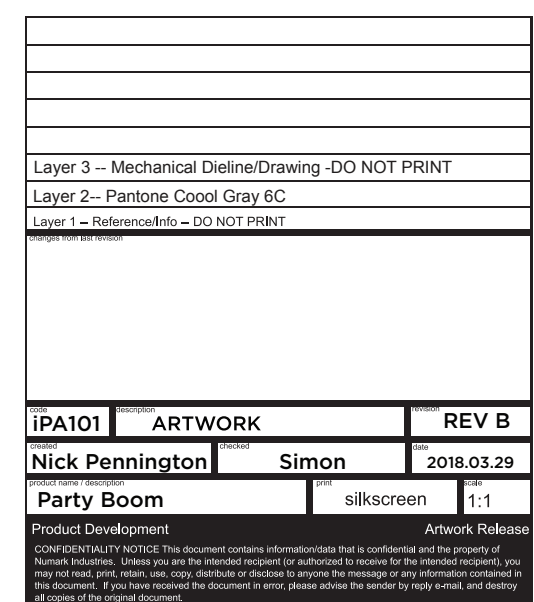 Layer 3 -- Mechanical Dieline/Drawing -DO NOT PRINT
Layer 2-- Pantone Coool Gray 6C
Layer 1 – Reference/Info – DO NOT PRINT
changes from last revision
code description revision
iPA101 ARTWORK REV B
created checked date
Nick Pennington Simon 2018.03.29
product name / description print scale
Party Boom silkscreen 1:1
Product Development Artwork Release
CONFIDENTIALITY NOTICE This document contains information/data that is confidential and the property of
Numark Industries. Unless you are the intended recipient (or authorized to receive for the intended recipient), you
may not read, print, retain, use, copy, distribute or disclose to anyone the message or any information contained in
this document. If you have received the document in error, please advise the sender by reply e-mail, and destroy
all copies of the original document.